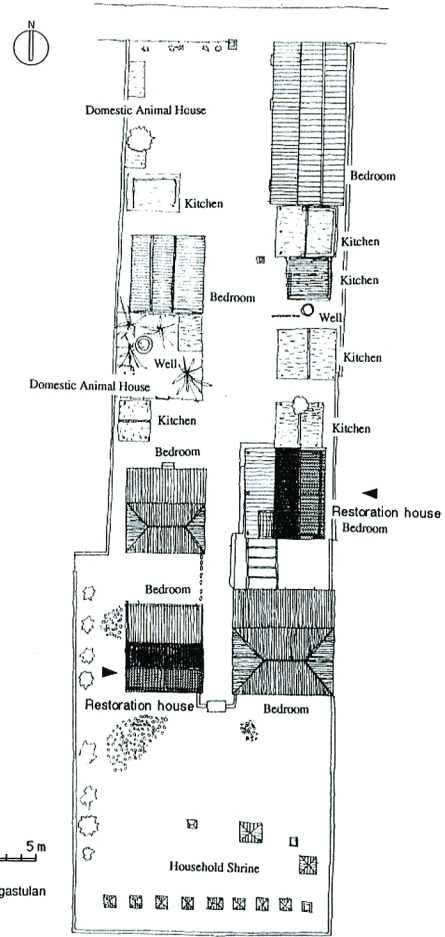 N
Domestic Animal House
Bedroom
Kitchen
Kitchen
Kitchen
Bedroom
Well
Kitchen
Well
Domestic Animal House
Kitchen
Kitchen
Bedroom
Restoration house
Bedroom
Bedroom
Restoration house
Bedroom
5 m
Household Shrine
gastulan